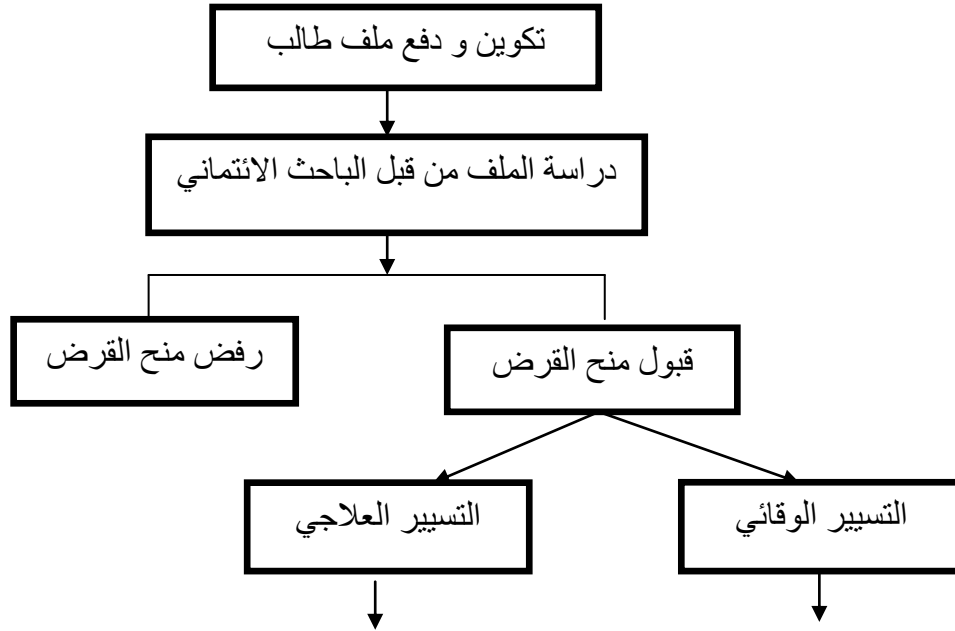 تكوين و دفع ملف طالب
دراسة الملف من قبل الباحث الائتماني
قبول منح القرض
رفض منح القرض
التسيير الوقائي
التسيير العلاجي